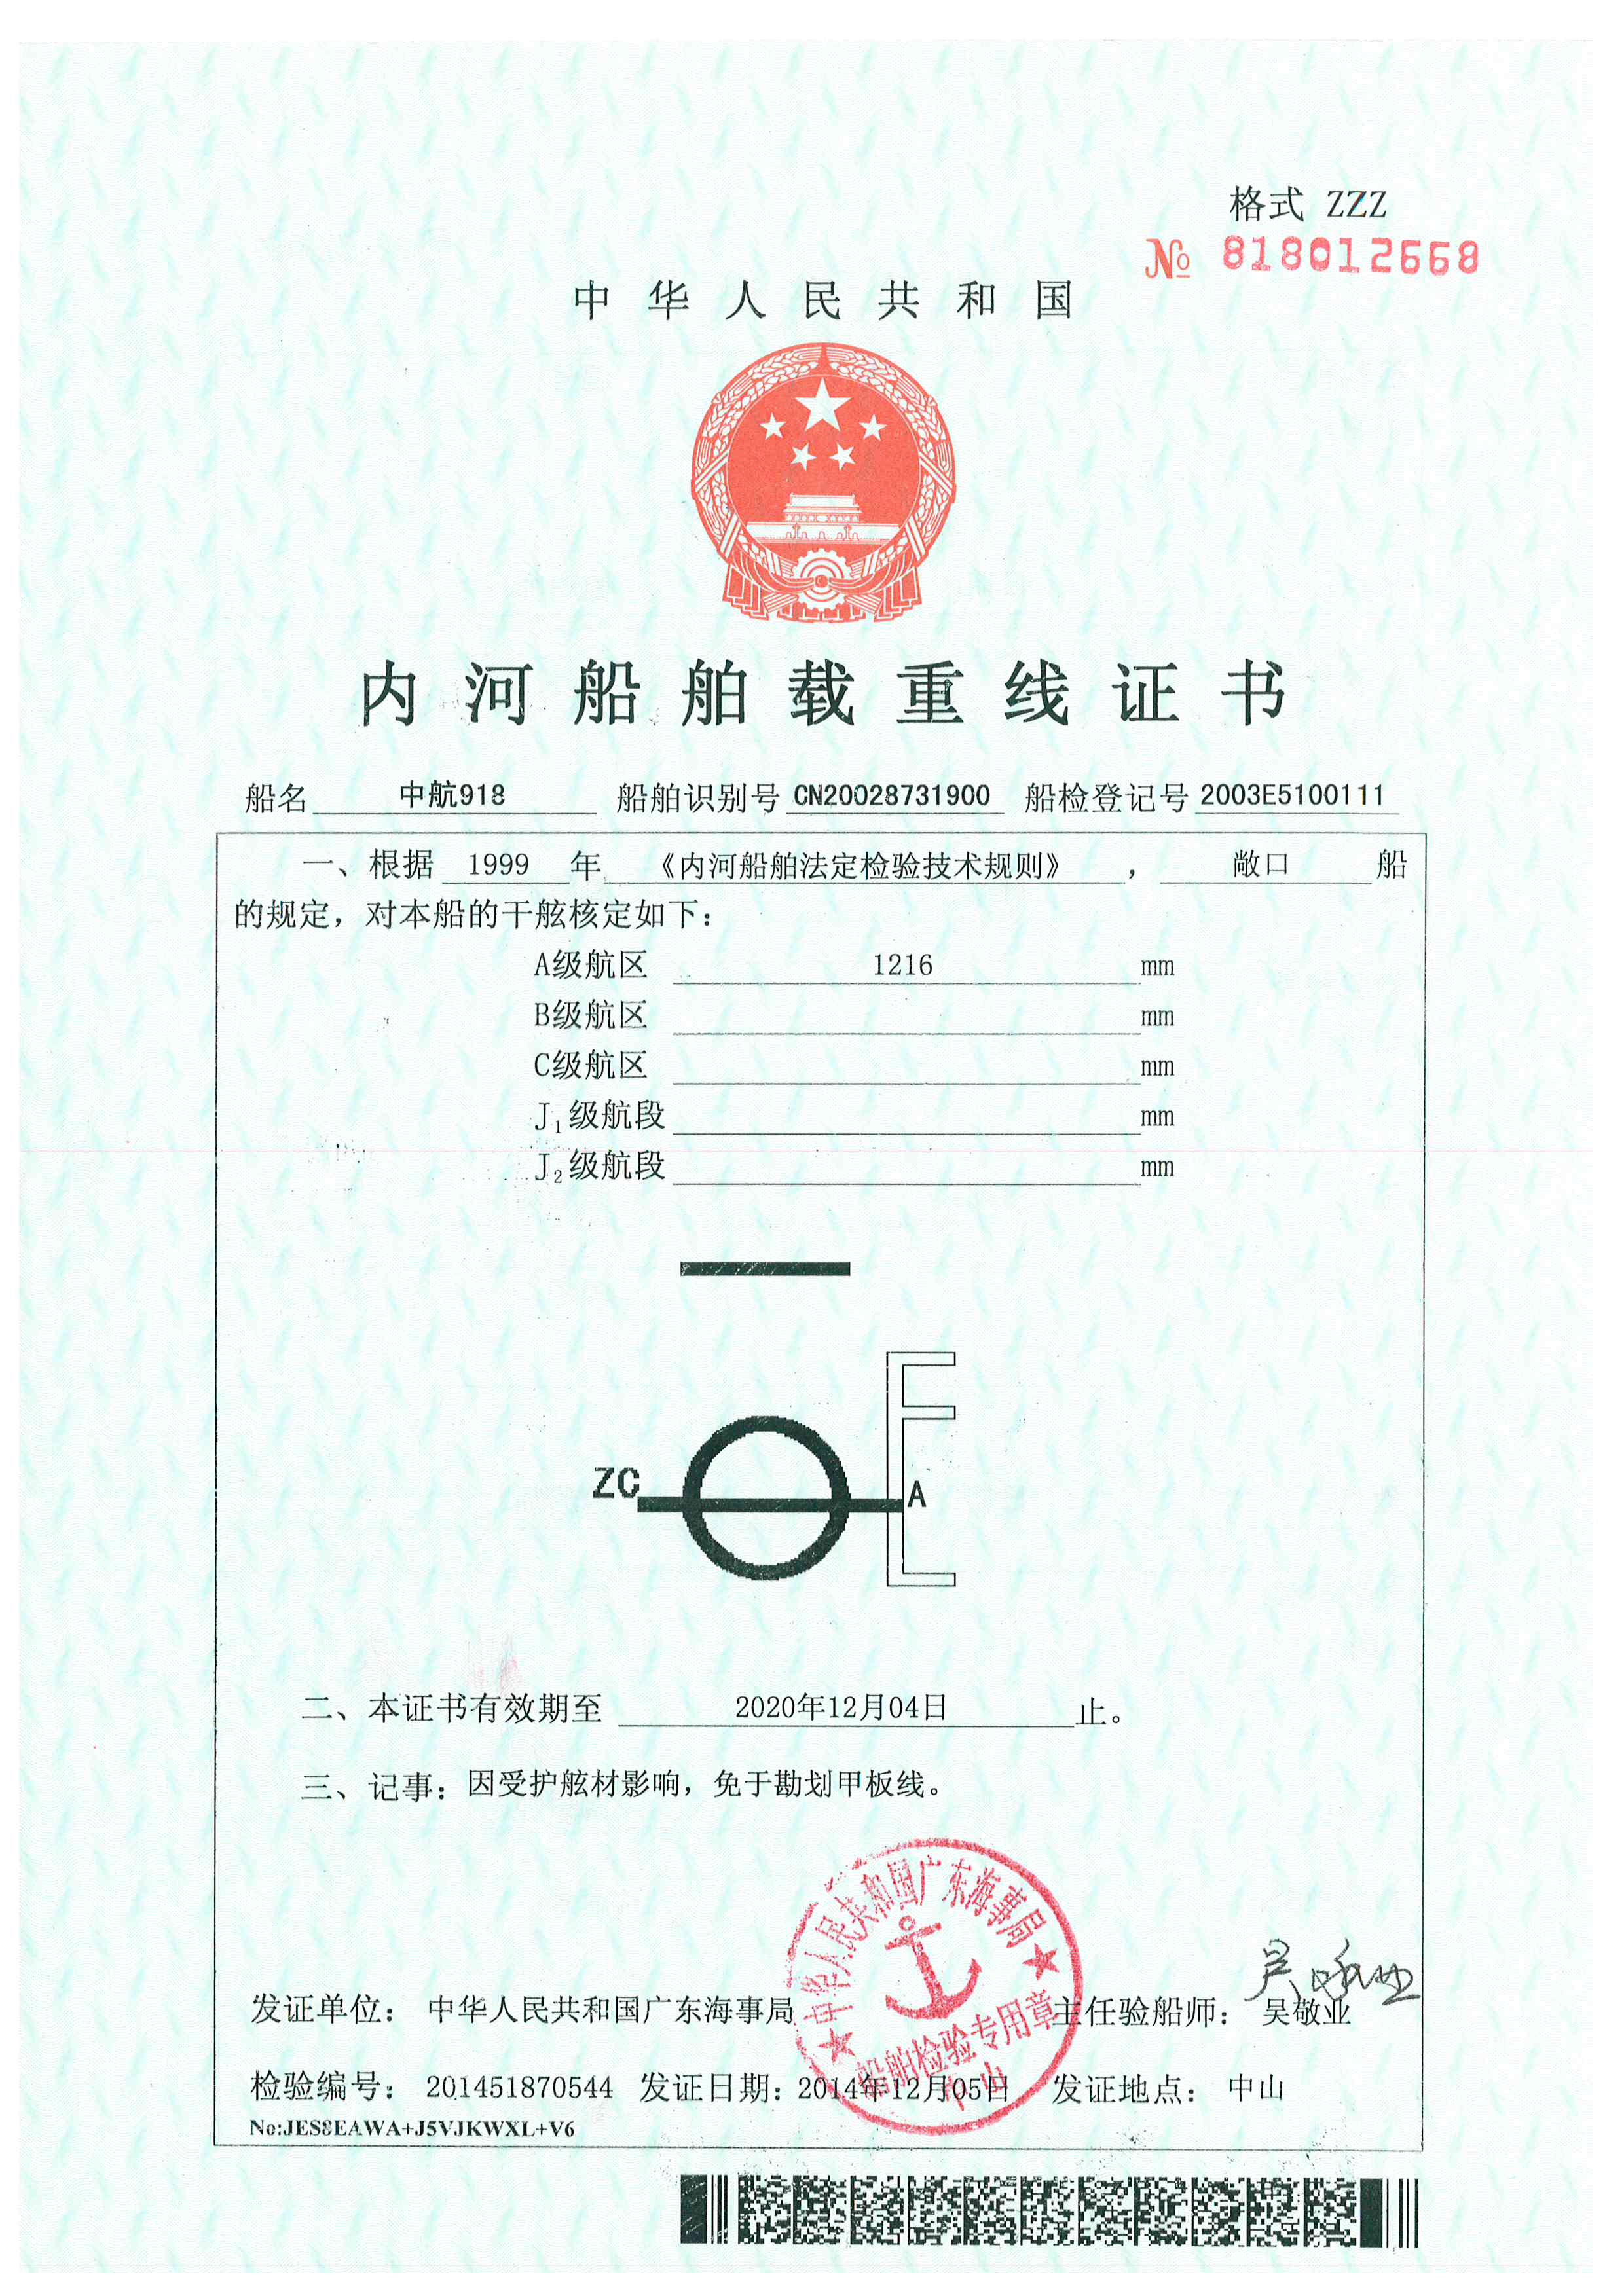 格式 ZZZ
№ 818012668
中华人民共和国
内河船舶载重线证书
船名 中航918 船舶识别号 CN20028731900 船检登记号 2003E5100111
一、根据 1999 年 《内河船舶法定检验技术规则》 , 敞口 船
的规定，对本船的干舷核定如下：
A级航区 1216 mm
B级航区 mm
C级航区 mm
J₁级航段 mm
J₂级航段 mm
ZC A
二、本证书有效期至 2020年12月04日 止。
三、记事：因受护舷材影响，免于勘划甲板线。
中华人民共和国广东海事局
船舶检验专用章
中山
吴敬业
发证单位： 中华人民共和国广东海事局 主任验船师： 吴敬业
检验编号： 201451870544 发证日期：2014年12月05日 发证地点： 中山
No:JES8EAWA+J5VJKWXL+V6